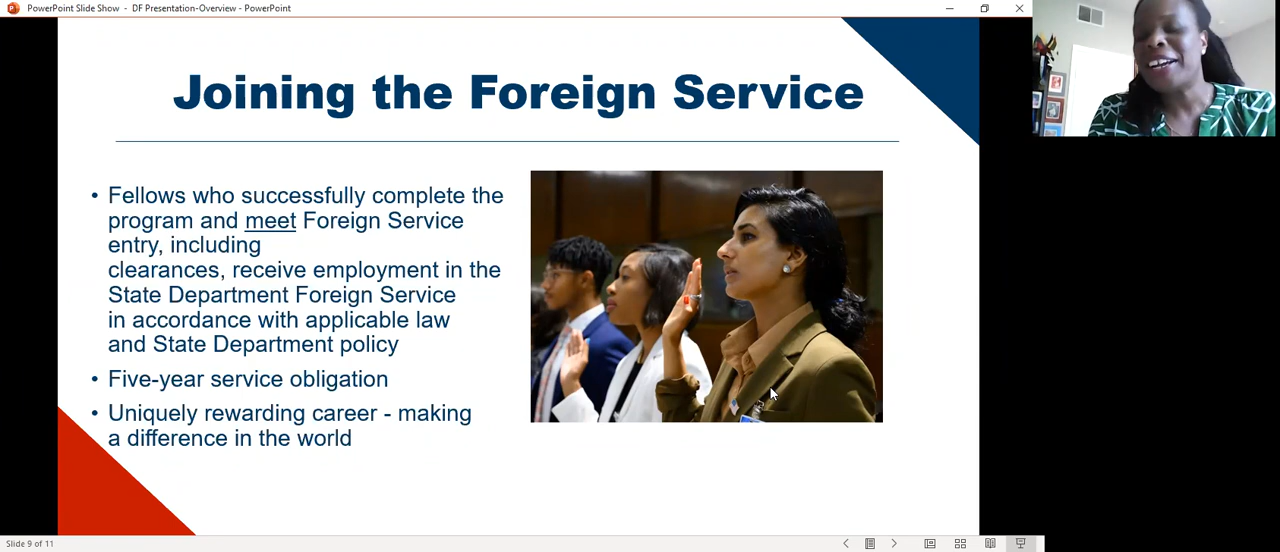 PowerPoint Slide Show - DF Presentation-Overview - PowerPoint
Joining the Foreign Service
• Fellows who successfully complete the
program and meet Foreign Service
entry, including
clearances, receive employment in the
State Department Foreign Service
in accordance with applicable law
and State Department policy
• Five-year service obligation
• Uniquely rewarding career - making
a difference in the world
Slide 9 of 11